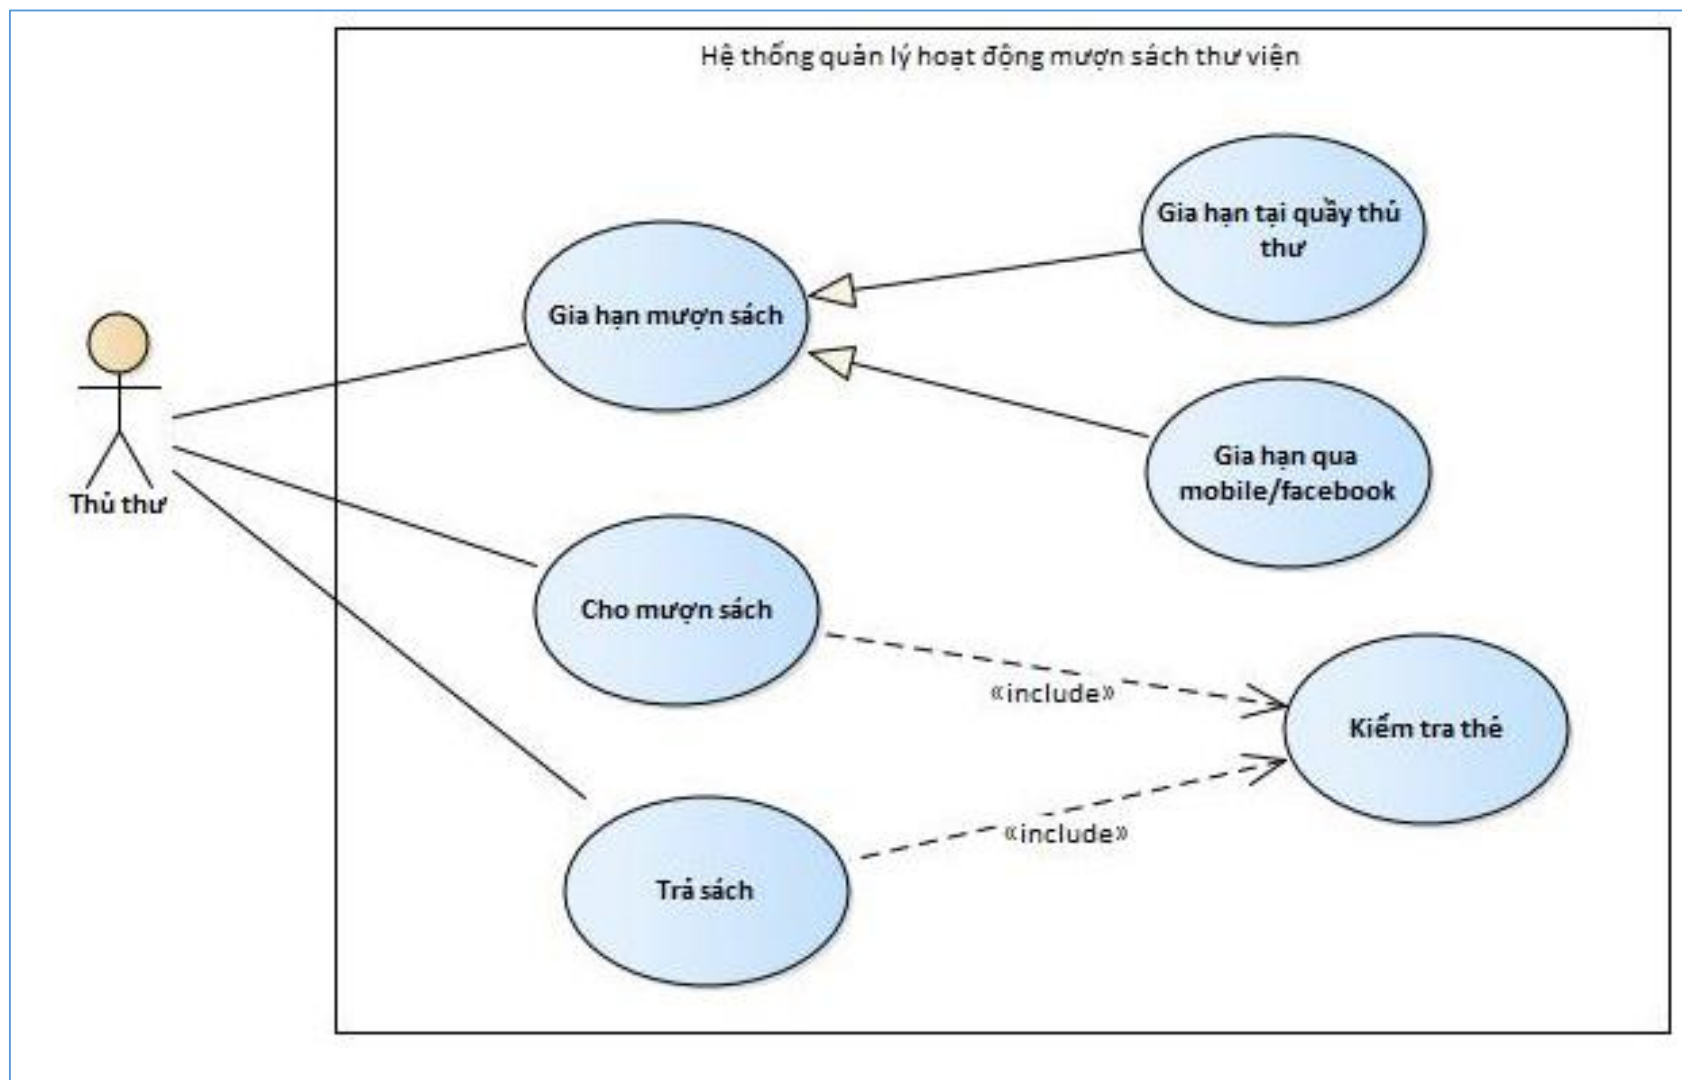 Hệ thống quản lý hoạt động mượn sách thư viện
Gia hạn tại quầy thủ
thư
Gia hạn mượn sách
Gia hạn qua
mobile/facebook
Thủ thư
Cho mượn sách
«include»
Kiểm tra thẻ
«include»
Trả sách